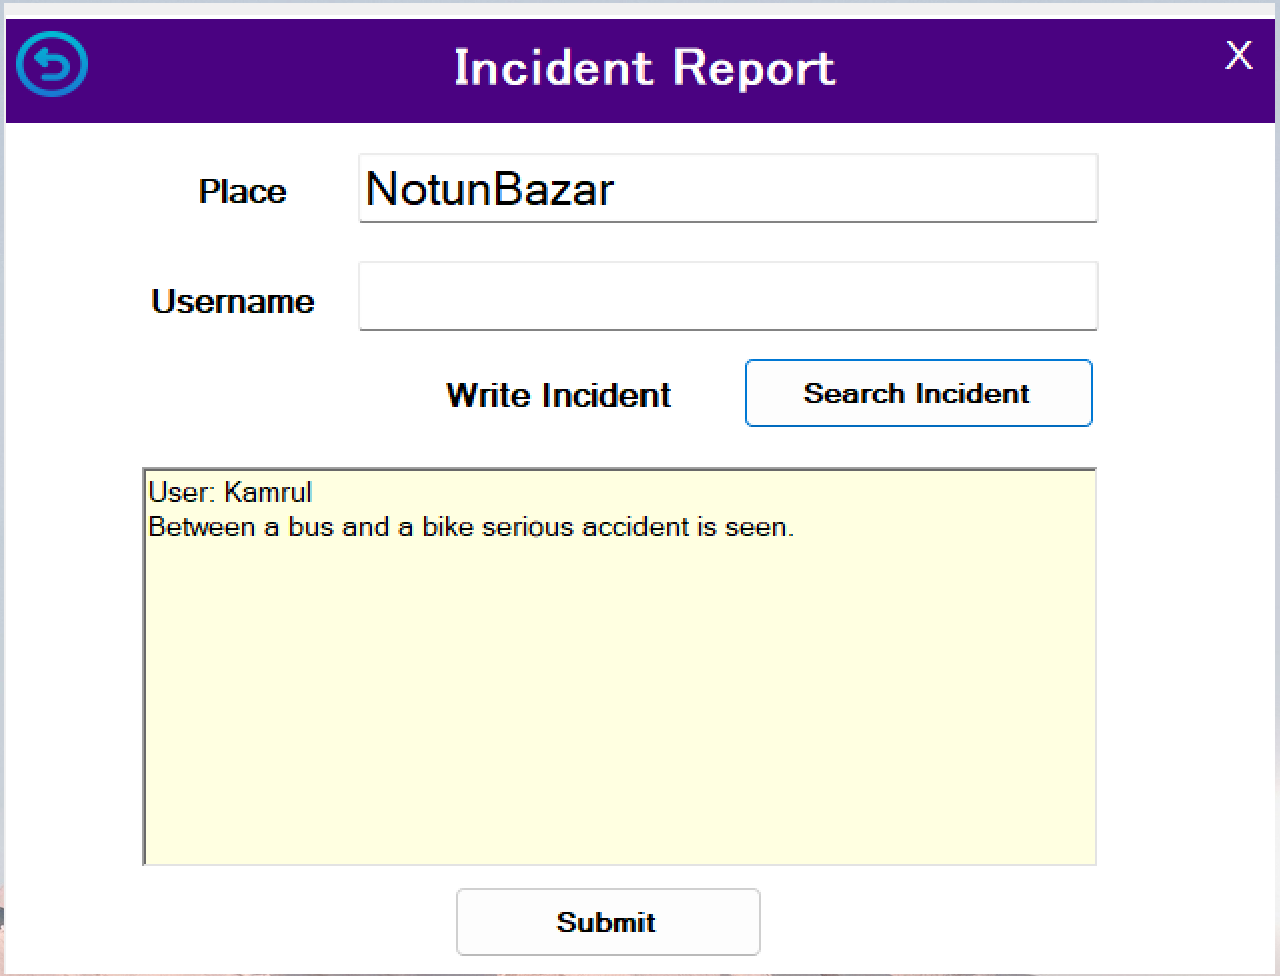 Incident Report
X
Place
NotunBazar
Username
Write Incident
Search Incident
User: Kamrul
Between a bus and a bike serious accident is seen.
Submit